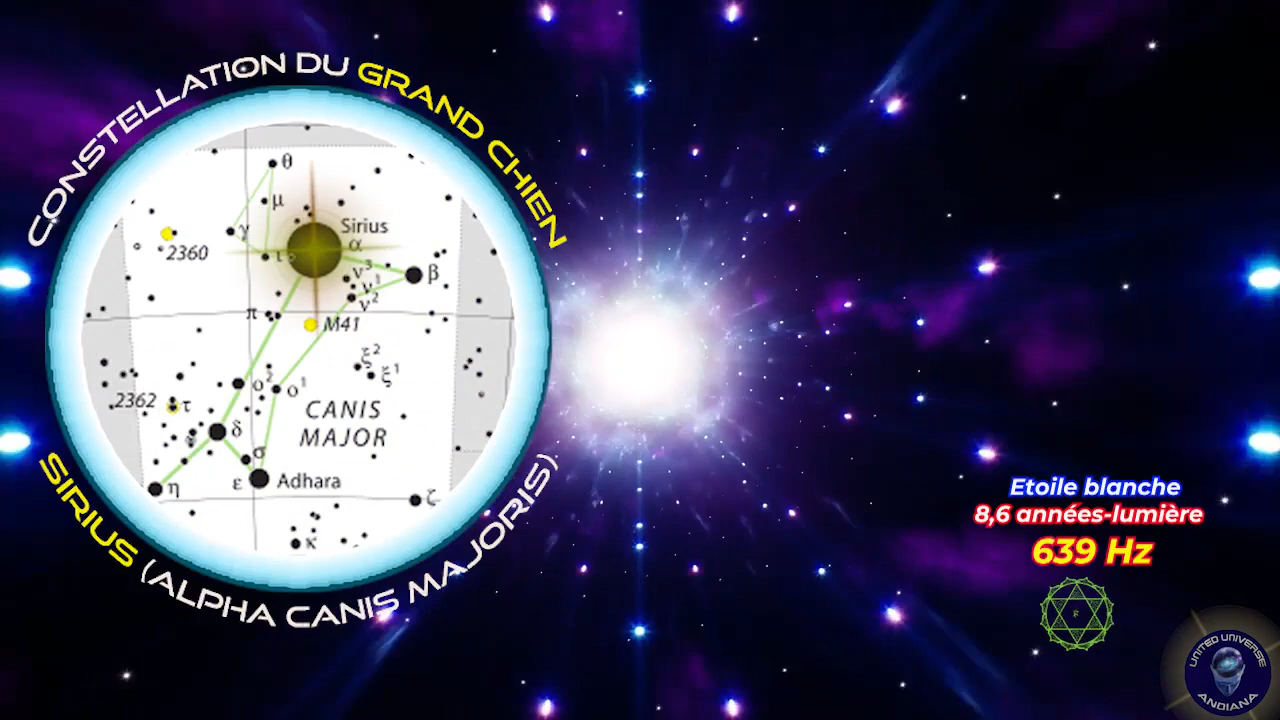 CONSTELLATION DU GRAND CHIEN
θ
μ
γ
Sirius
α
2360
ι
ν3
β
ν1
ν2
π
M41
ξ2
ξ1
ο2
ο1
2362
τ
CANIS
MAJOR
δ
σ
ε
Adhara
η
ζ
κ
SIRIUS (ALPHA CANIS MAJORIS)
Etoile blanche
8,6 années-lumière
639 Hz
UNITED UNIVERSE
ANDIANA